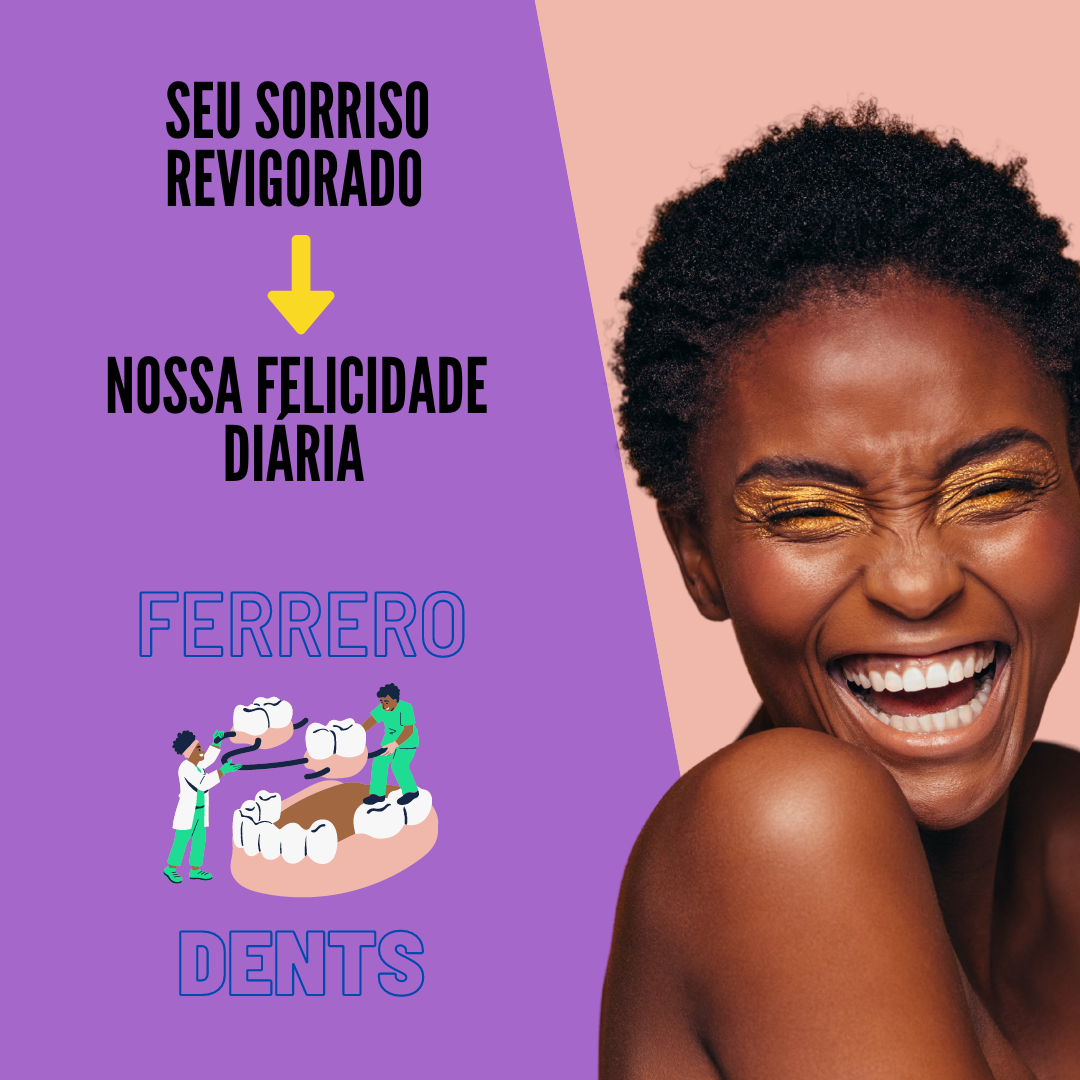 SEU SORRISO
REVIGORADO
NOSSA FELICIDADE
DIÁRIA
FERRERO
DENTS